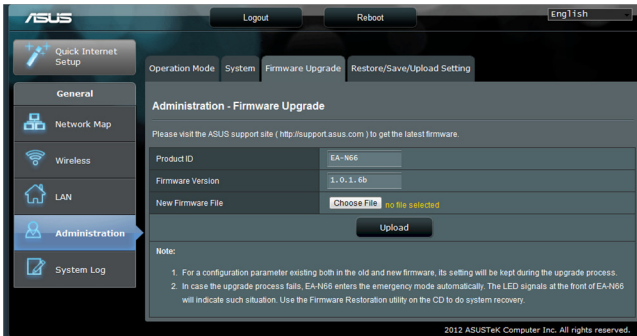 ASUS
Logout
Reboot
English
Quick Internet
Setup
General
Network Map
Wireless
LAN
Administration
System Log
Operation Mode
System
Firmware Upgrade
Restore/Save/Upload Setting
Administration - Firmware Upgrade
Please visit the ASUS support site ( http://support.asus.com ) to get the latest firmware.
Product ID
EA-N66
Firmware Version
1.0.1.6b
New Firmware File
Choose File no file selected
Upload
Note:
1. For a configuration parameter existing both in the old and new firmware, its setting will be kept during the upgrade process.
2. In case the upgrade process fails, EA-N66 enters the emergency mode automatically. The LED signals at the front of EA-N66
will indicate such situation. Use the Firmware Restoration utility on the CD to do system recovery.
2012 ASUSTeK Computer Inc. All rights reserved.